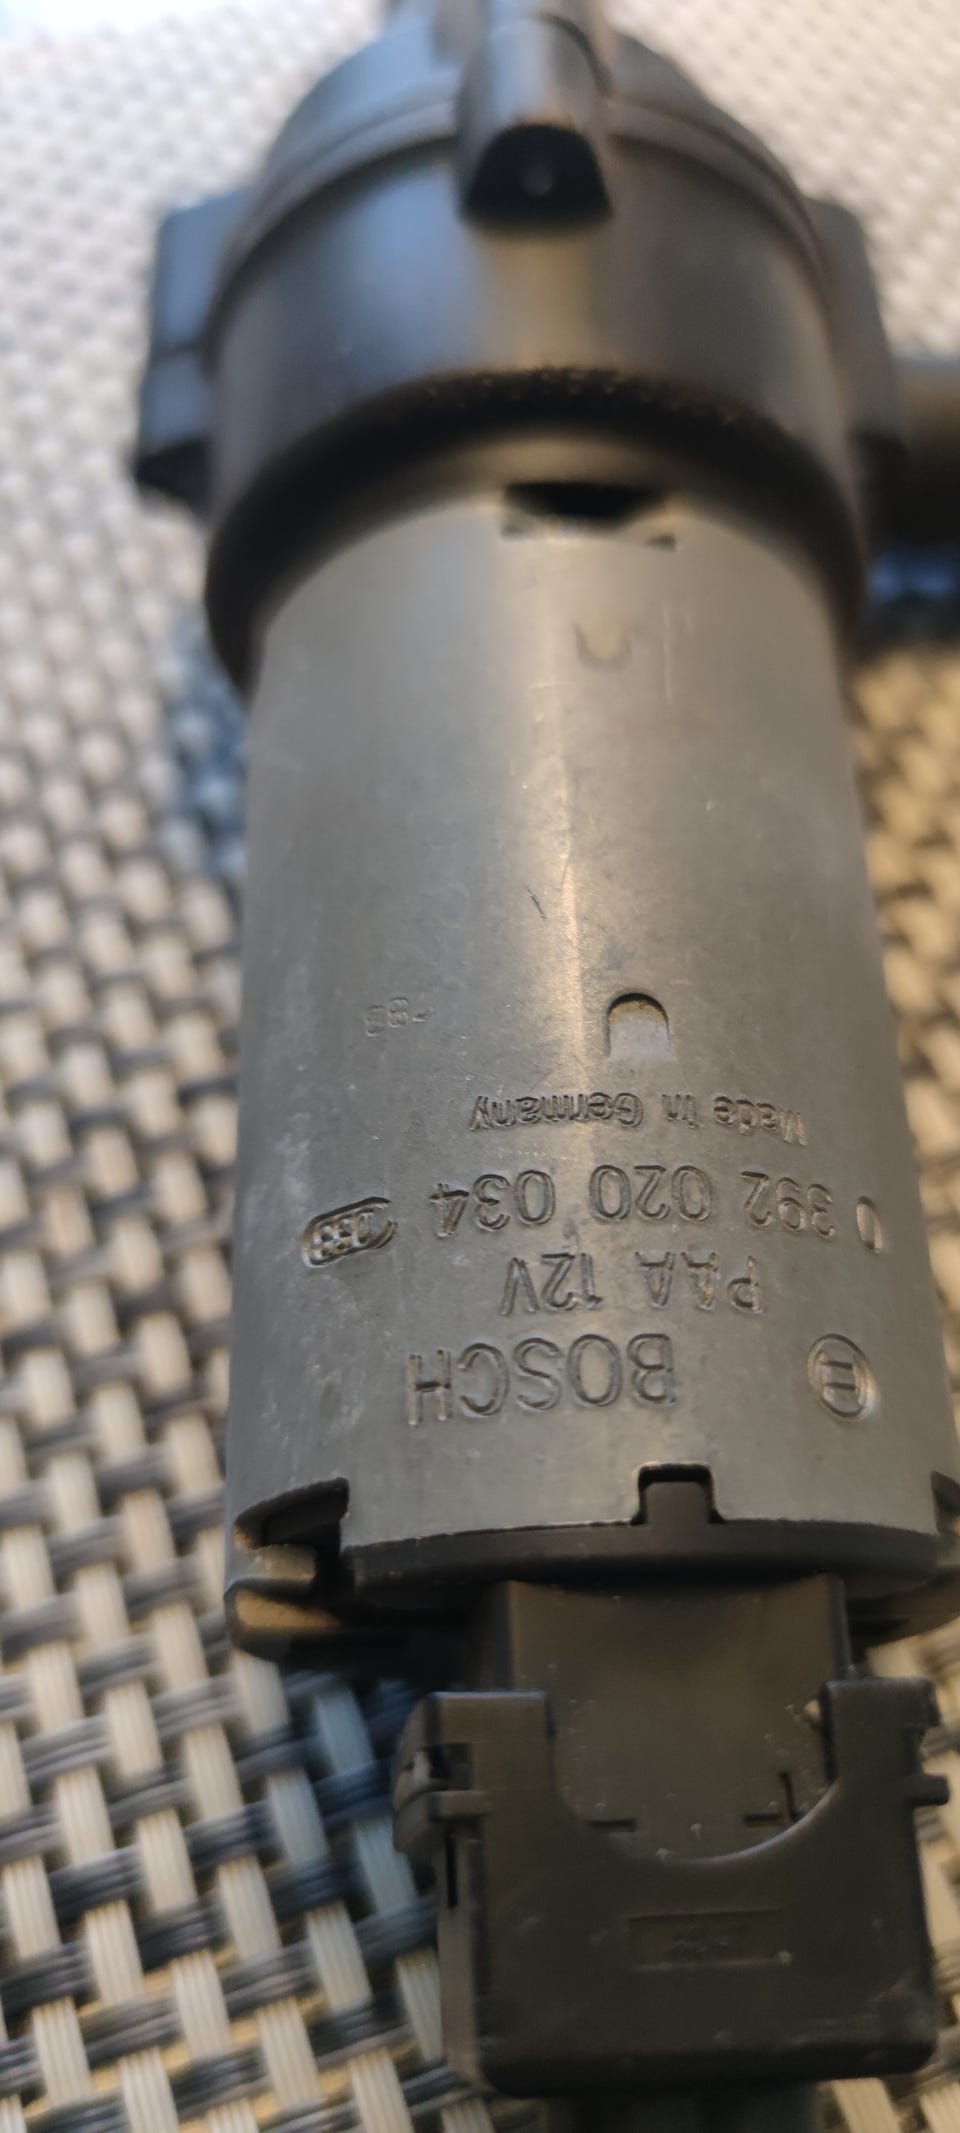 BOSCH
PAA 12V
0 392 020 034
Made in Germany